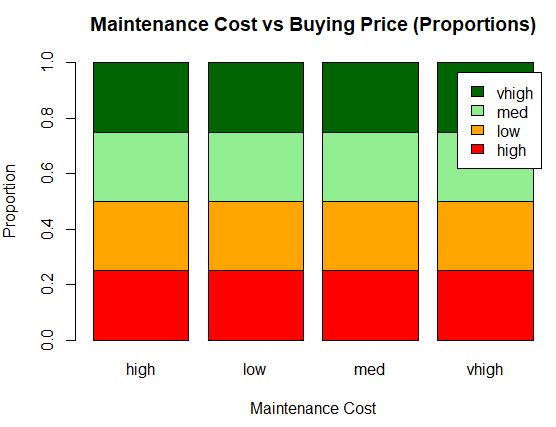 Maintenance Cost vs Buying Price (Proportions)
1.0
0.8
0.6
0.4
0.2
0.0
Proportion
vhigh
med
low
high
high low med vhigh
Maintenance Cost